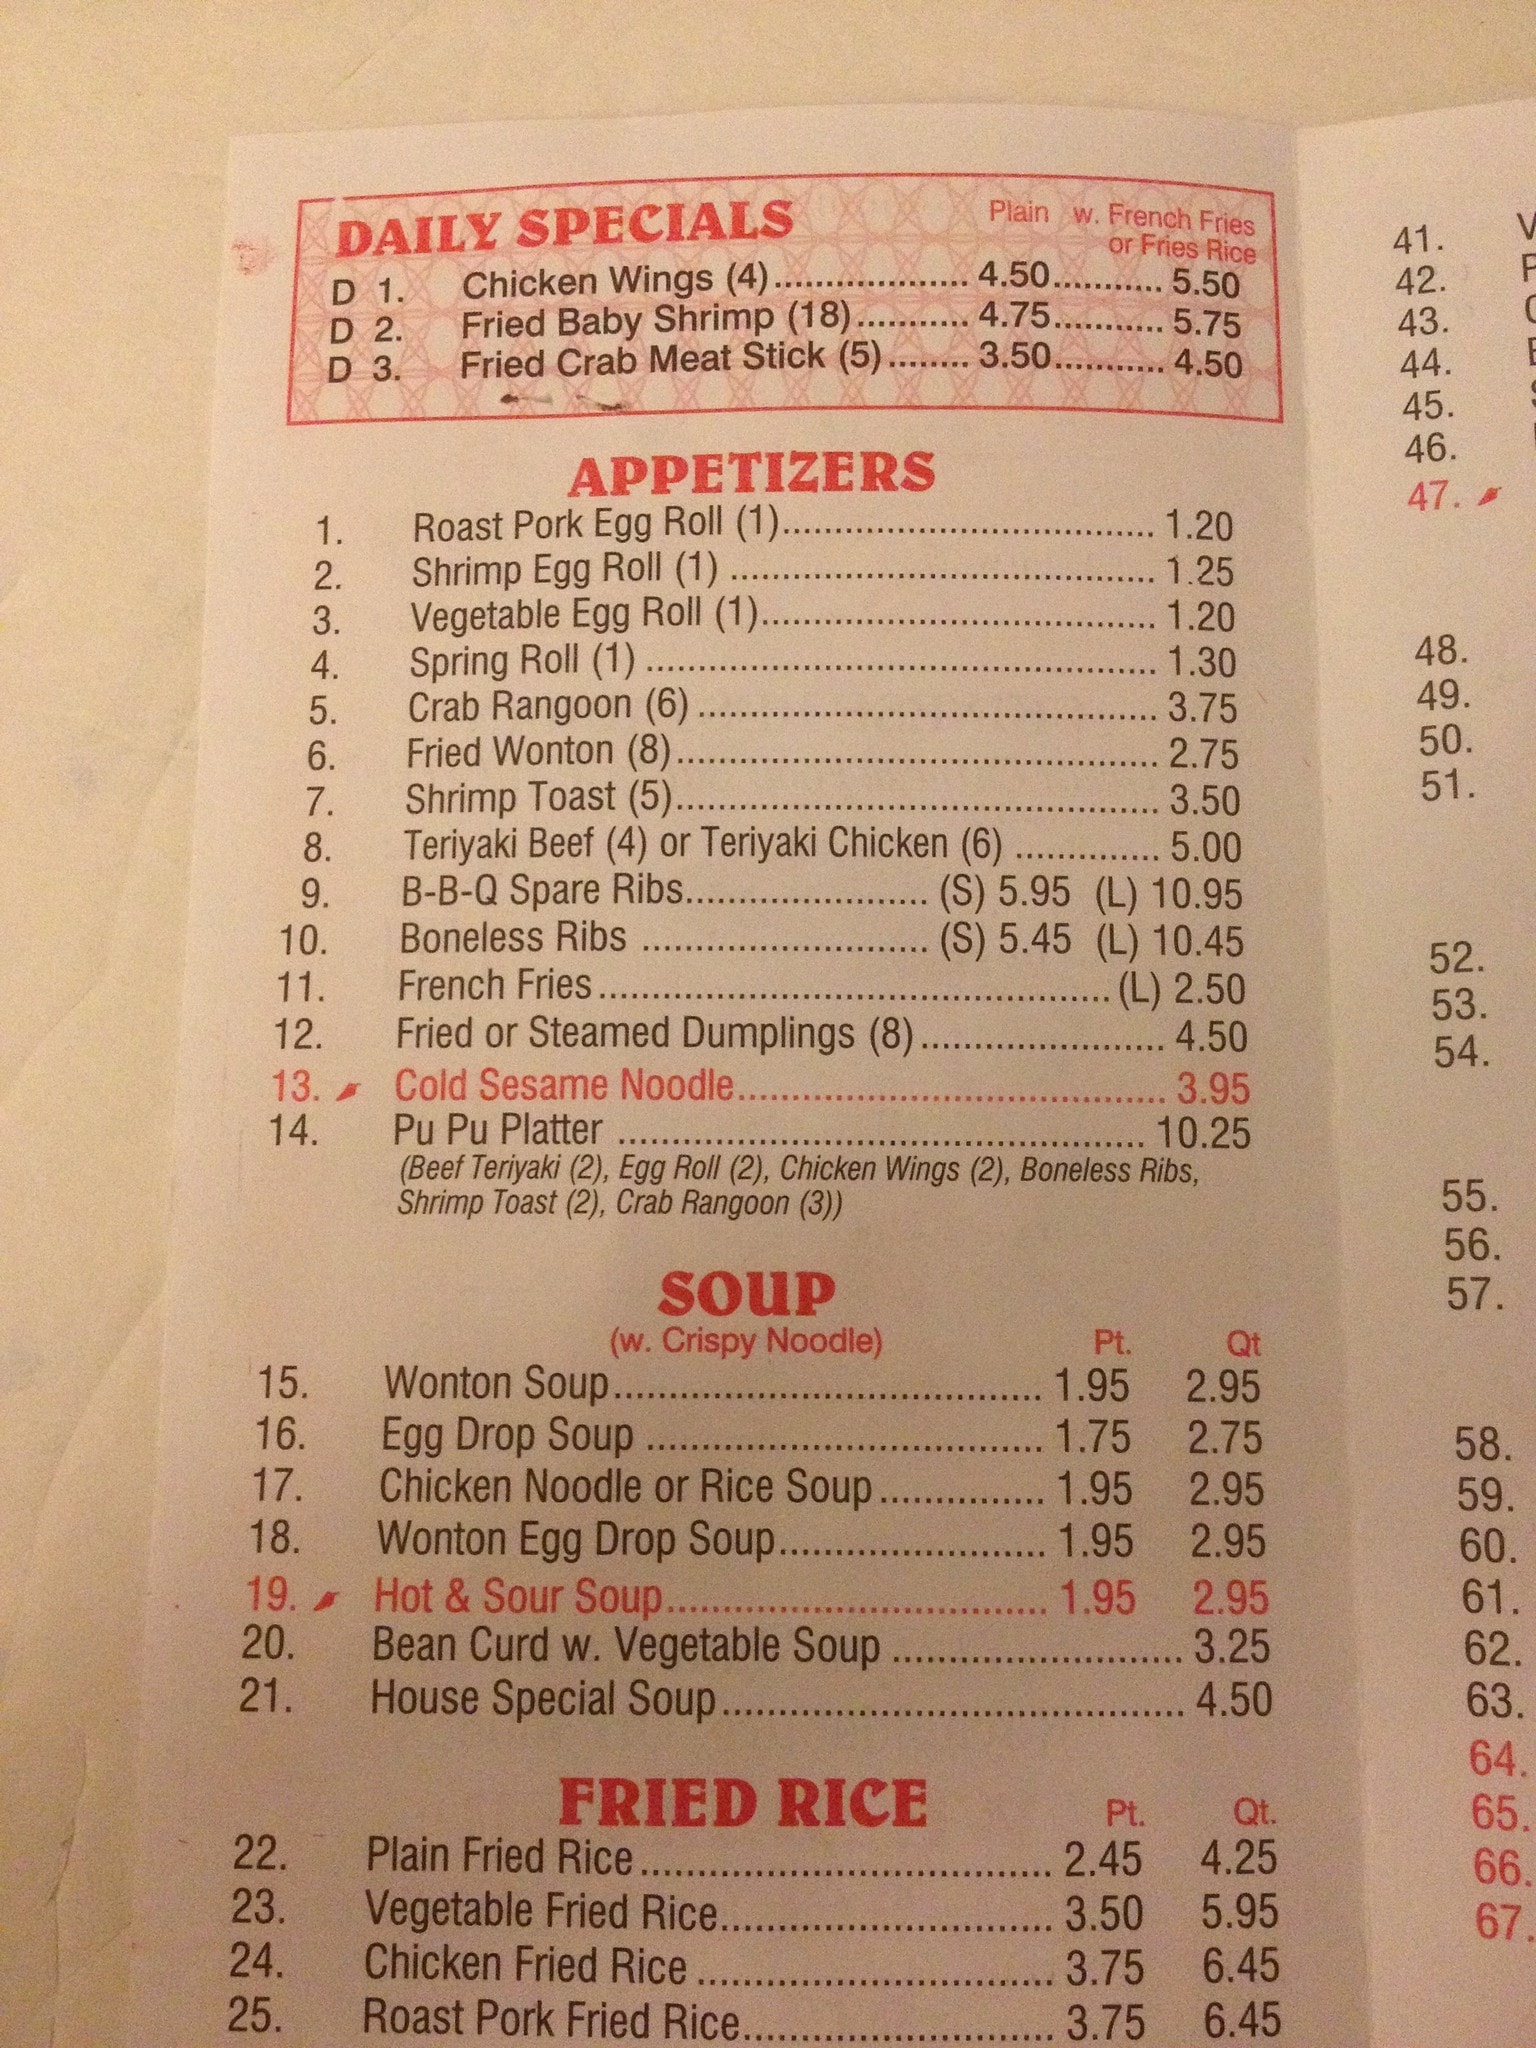 DAILY SPECIALS Plain w. French Fries
or Fries Rice
D 1. Chicken Wings (4)................... 4.50........... 5.50
D 2. Fried Baby Shrimp (18)........... 4.75........... 5.75
D 3. Fried Crab Meat Stick (5)........ 3.50........... 4.50
APPETIZERS
1. Roast Pork Egg Roll (1).................................... 1.20
2. Shrimp Egg Roll (1) ......................................... 1.25
3. Vegetable Egg Roll (1)...................................... 1.20
4. Spring Roll (1) ................................................. 1.30
5. Crab Rangoon (6) ............................................ 3.75
6. Fried Wonton (8).............................................. 2.75
7. Shrimp Toast (5).............................................. 3.50
8. Teriyaki Beef (4) or Teriyaki Chicken (6) .............. 5.00
9. B-B-Q Spare Ribs....................... (S) 5.95 (L) 10.95
10. Boneless Ribs ........................... (S) 5.45 (L) 10.45
11. French Fries................................................ (L) 2.50
12. Fried or Steamed Dumplings (8)....................... 4.50
13. Cold Sesame Noodle........................................ 3.95
14. Pu Pu Platter .................................................. 10.25
(Beef Teriyaki (2), Egg Roll (2), Chicken Wings (2), Boneless Ribs,
Shrimp Toast (2), Crab Rangoon (3))
SOUP
(w. Crispy Noodle) Pt. Qt
15. Wonton Soup....................................... 1.95 2.95
16. Egg Drop Soup .................................... 1.75 2.75
17. Chicken Noodle or Rice Soup............... 1.95 2.95
18. Wonton Egg Drop Soup........................ 1.95 2.95
19. Hot & Sour Soup.................................. 1.95 2.95
20. Bean Curd w. Vegetable Soup .......................... 3.25
21. House Special Soup.......................................... 4.50
FRIED RICE Pt. Qt.
22. Plain Fried Rice..................................... 2.45 4.25
23. Vegetable Fried Rice.............................. 3.50 5.95
24. Chicken Fried Rice ................................ 3.75 6.45
25. Roast Pork Fried Rice............................ 3.75 6.45
41.
42.
43.
44.
45.
46.
47.
48.
49.
50.
51.
52.
53.
54.
55.
56.
57.
58.
59.
60.
61.
62.
63.
64.
65.
66.
67.